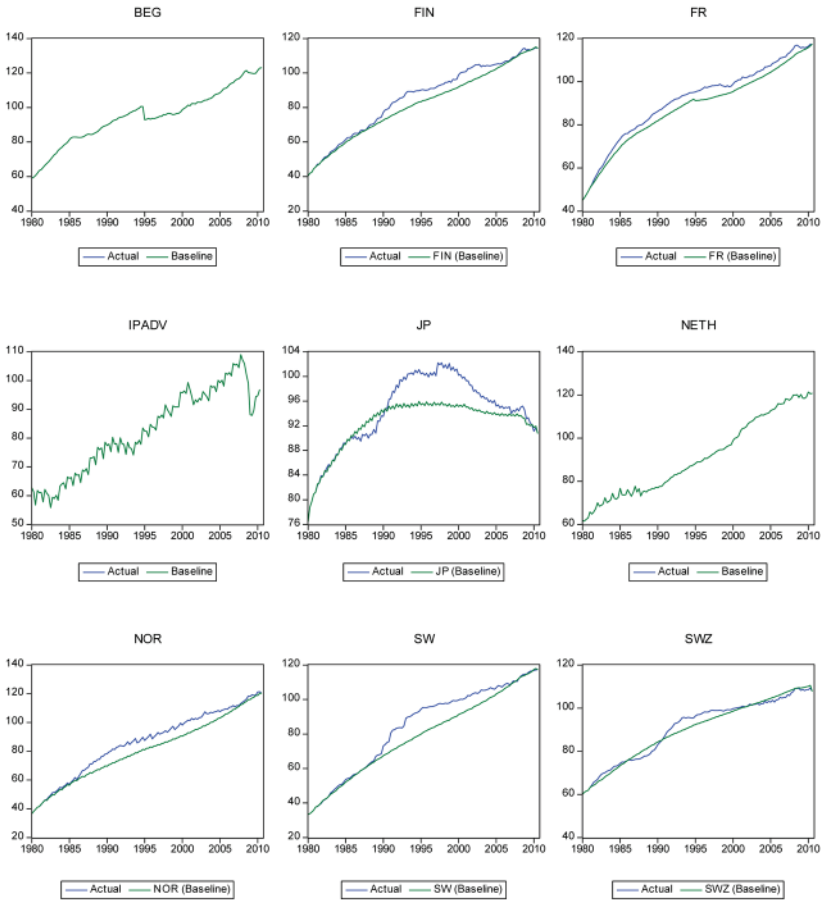 BEG FIN FR
140 120 120
120 100 100
100 80 80
80 60 60
60 40
40 20 40
1980 1985 1990 1995 2000 2005 2010 1980 1985 1990 1995 2000 2005 2010 1980 1985 1990 1995 2000 2005 2010
Actual Baseline Actual FIN (Baseline) Actual FR (Baseline)
IPADV JP NETH
110 104 140
100 100 120
90 96
80 92 100
70 88
60 84 80
80
50 76 60
1980 1985 1990 1995 2000 2005 2010 1980 1985 1990 1995 2000 2005 2010 1980 1985 1990 1995 2000 2005 2010
Actual Baseline Actual JP (Baseline) Actual Baseline
NOR SW SWZ
140 120 120
120 100 100
100 80
80 60 80
60 40 60
40
20 20 40
1980 1985 1990 1995 2000 2005 2010 1980 1985 1990 1995 2000 2005 2010 1980 1985 1990 1995 2000 2005 2010
Actual NOR (Baseline) Actual SW (Baseline) Actual SWZ (Baseline)